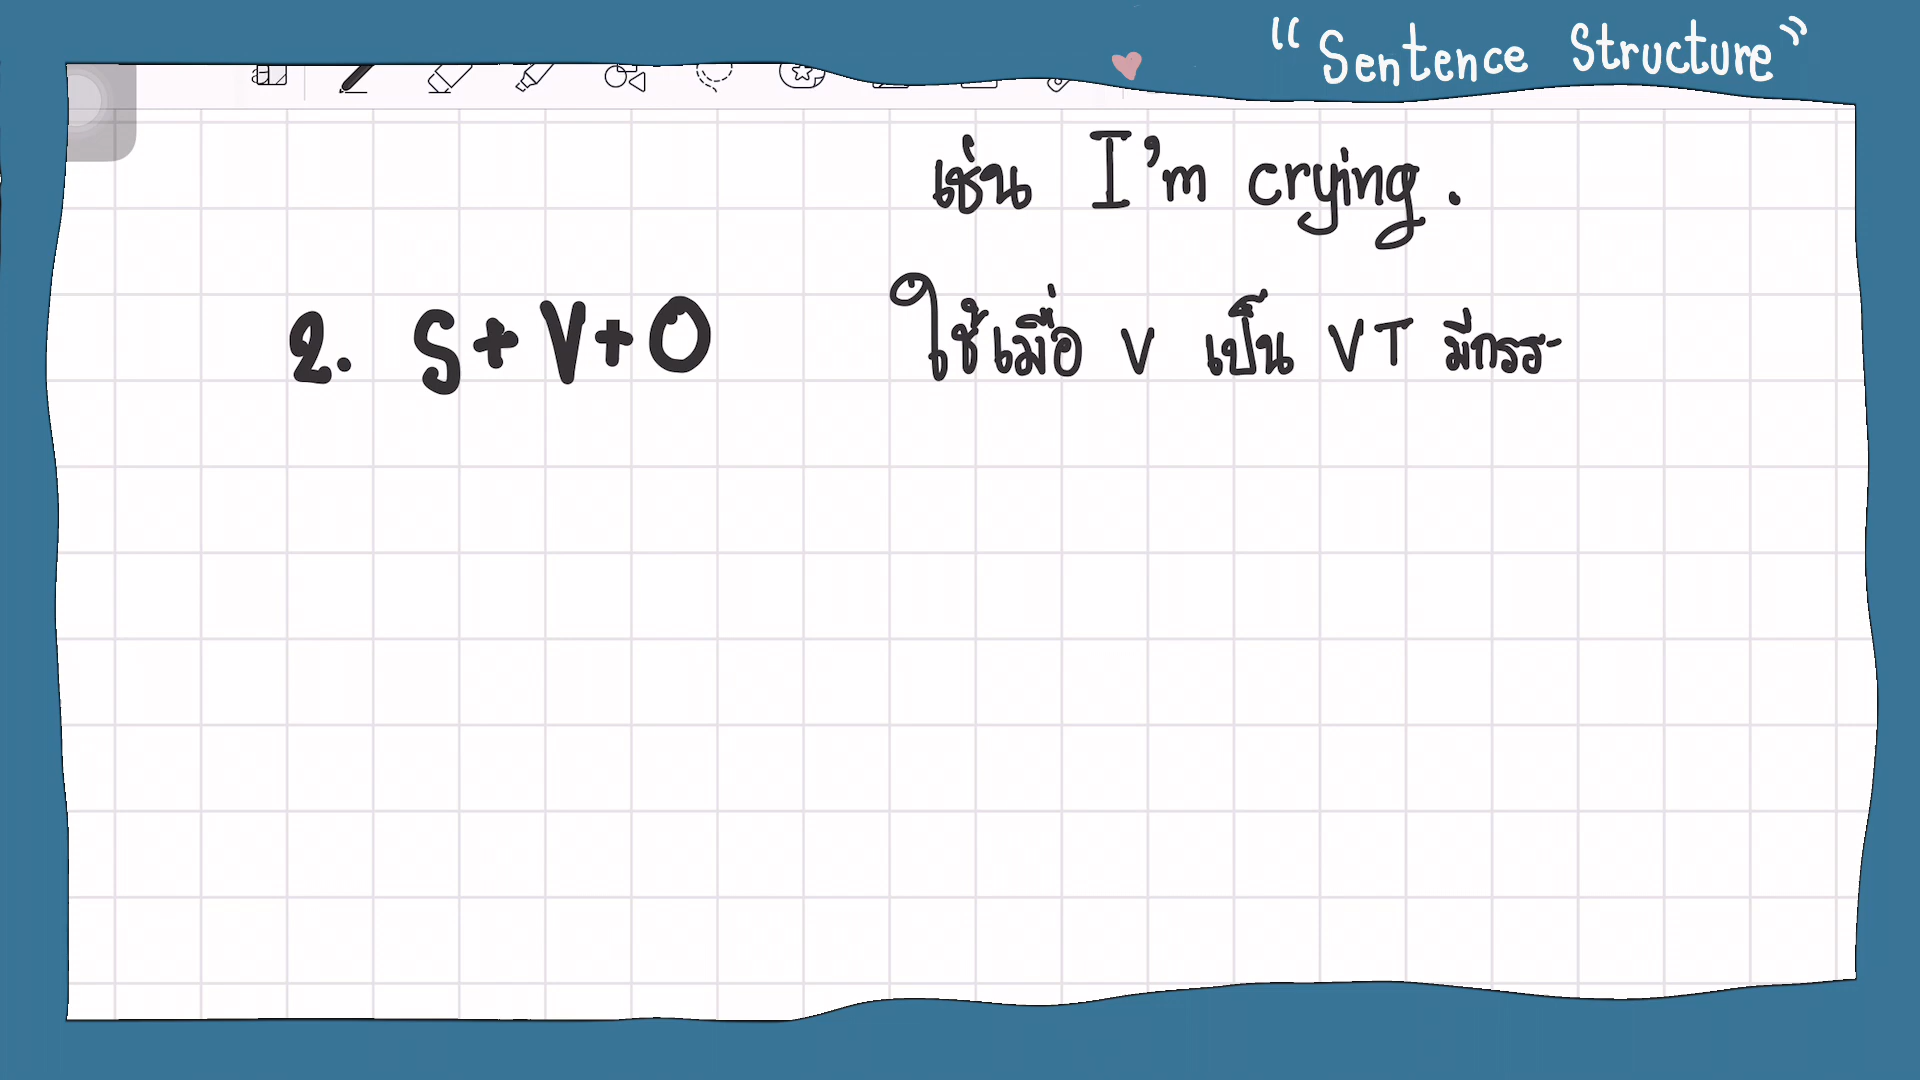 “Sentence Structure”
เช่น I'm crying.
2. S+V+O ใช้เมื่อ V เป็น VT มีกรร-